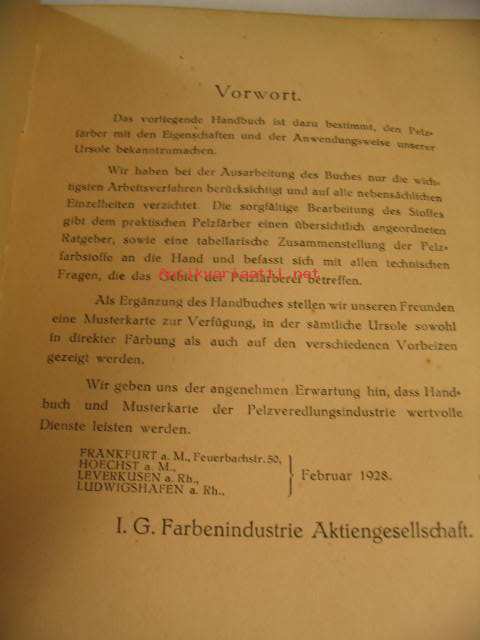 Vorwort.
Das vorliegende Handbuch ist dazu bestimmt, den Pelz-
färber mit den Eigenschaften und der Anwendungsweise unserer
Ursole bekanntzumachen.
Wir haben bei der Ausarbeitung des Buches nur die wich-
tigsten Arbeitsverfahren berücksichtigt und auf alle nebensächlichen
Einzelheiten verzichtet. Die sorgfältige Bearbeitung des Stoffes
gibt dem praktischen Pelzfärber einen übersichtlich angeordneten
Ratgeber, sowie eine tabellarische Zusammenstellung der Pelz-
farbstoffe an die Hand und befasst sich mit allen technischen
Fragen, die das Gebiet der Pelzfärberei betreffen.
antikvariaatti.net
Als Ergänzung des Handbuches stellen wir unseren Freunden
eine Musterkarte zur Verfügung, in der sämtliche Ursole sowohl
in direkter Färbung als auch auf den verschiedenen Vorbeizen
gezeigt werden.
Wir geben uns der angenehmen Erwartung hin, dass Hand-
buch und Musterkarte der Pelzveredlungsindustrie wertvolle
Dienste leisten werden.
FRANKFURT a. M., Feuerbachstr. 50,
HOECHST a. M.,
LEVERKUSEN a. Rh.,
LUDWIGSHAFEN a. Rh.,
Februar 1928.
I. G. Farbenindustrie Aktiengesellschaft.